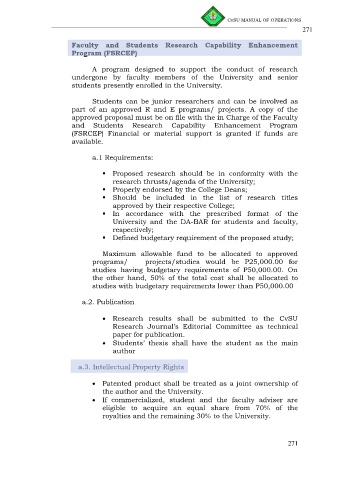 CvSU MANUAL OF OPERATIONS
271
Faculty and Students Research Capability Enhancement
Program (FSRCEP)
A program designed to support the conduct of research
undergone by faculty members of the University and senior
students presently enrolled in the University.
Students can be junior researchers and can be involved as
part of an approved R and E programs/ projects. A copy of the
approved proposal must be on file with the in Charge of the Faculty
and Students Research Capability Enhancement Program
(FSRCEP) Financial or material support is granted if funds are
available.
a.1 Requirements:
▪ Proposed research should be in conformity with the
research thrusts/agenda of the University;
▪ Properly endorsed by the College Deans;
▪ Should be included in the list of research titles
approved by their respective College;
▪ In accordance with the prescribed format of the
University and the DA-BAR for students and faculty,
respectively;
▪ Defined budgetary requirement of the proposed study;
Maximum allowable fund to be allocated to approved
programs/ projects/studies would be P25,000.00 for
studies having budgetary requirements of P50,000.00. On
the other hand, 50% of the total cost shall be allocated to
studies with budgetary requirements lower than P50,000.00
a.2. Publication
• Research results shall be submitted to the CvSU
Research Journal's Editorial Committee as technical
paper for publication.
• Students' thesis shall have the student as the main
author
a.3. Intellectual Property Rights
• Patented product shall be treated as a joint ownership of
the author and the University.
• If commercialized, student and the faculty adviser are
eligible to acquire an equal share from 70% of the
royalties and the remaining 30% to the University.
271